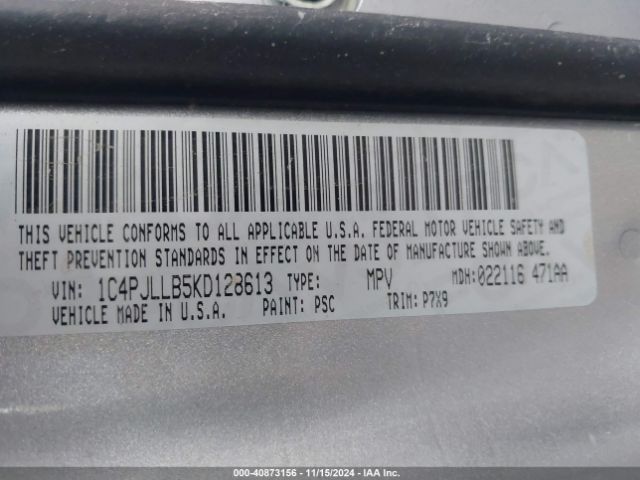 THIS VEHICLE CONFORMS TO ALL APPLICABLE U.S.A. FEDERAL MOTOR VEHICLE SAFETY AND
THEFT PREVENTION STANDARDS IN EFFECT ON THE DATE OF MANUFACTURE SHOWN ABOVE.
VIN: 1C4PJLLB5KD128613 TYPE: MPV MDH: 022116 471AA
VEHICLE MADE IN U.S.A. PAINT: PSC TRIM: P7X9
000-40873156 - 11/15/2024 - IAA Inc.